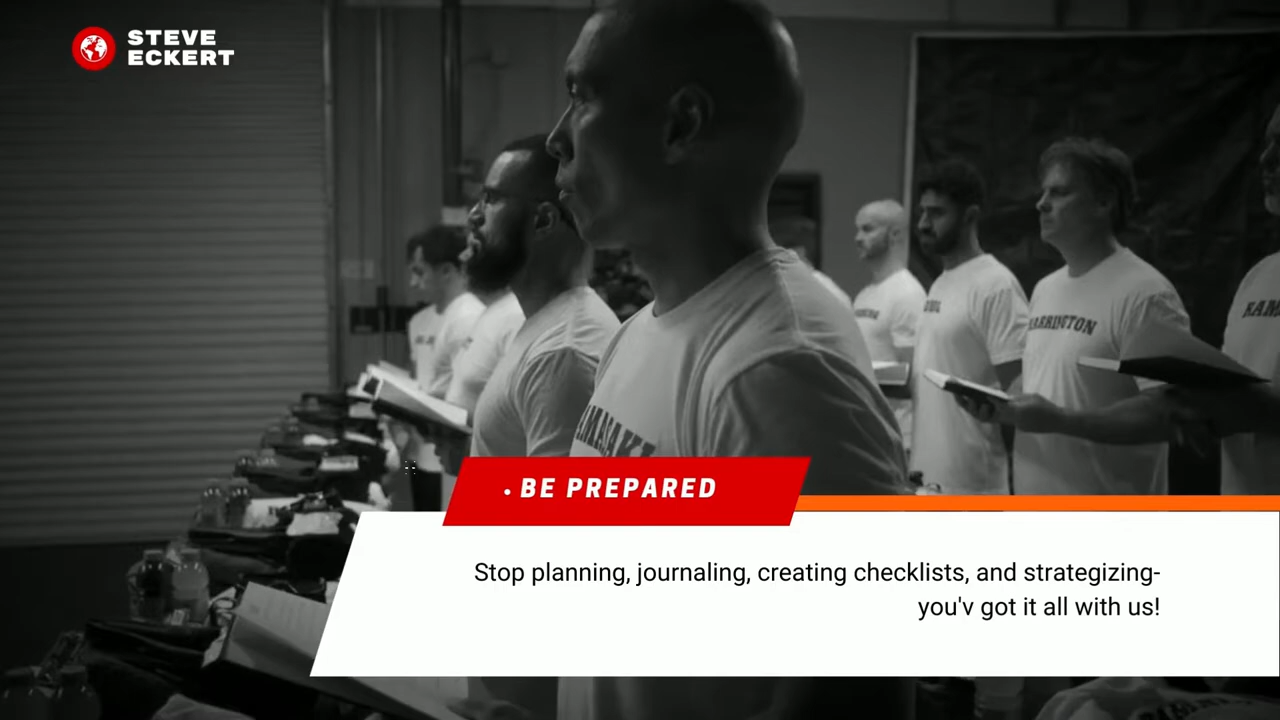 STEVE
ECKERT
HARRINGTON
• BE PREPARED
Stop planning, journaling, creating checklists, and strategizing-
you'v got it all with us!